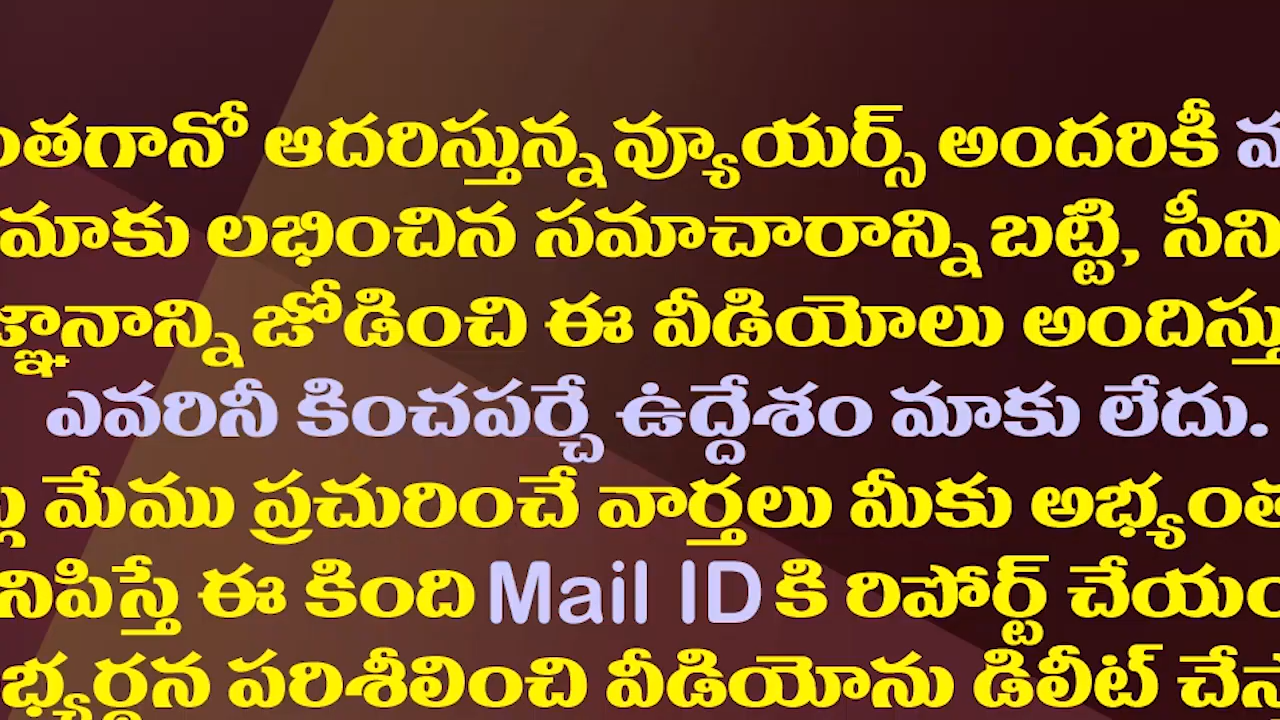 ంతగానో ఆదరిస్తున్న వ్యూయర్స్ అందరికీ
మాకు లభించిన సమాచారాన్ని బట్టి, సీని
జ్ఞానాన్ని జోడించి ఈ వీడియోలు అందిస్తు
ఎవరినీ కించపర్చే ఉద్దేశం మాకు లేదు.
మేము ప్రచురించే వార్తలు మీకు అభ్యంత
నిపిస్తే ఈ కింది Mail ID కి రిపోర్ట్ చేయం
భ్యర్థన పరిశీలించి వీడియోను డిలీట్ చేస